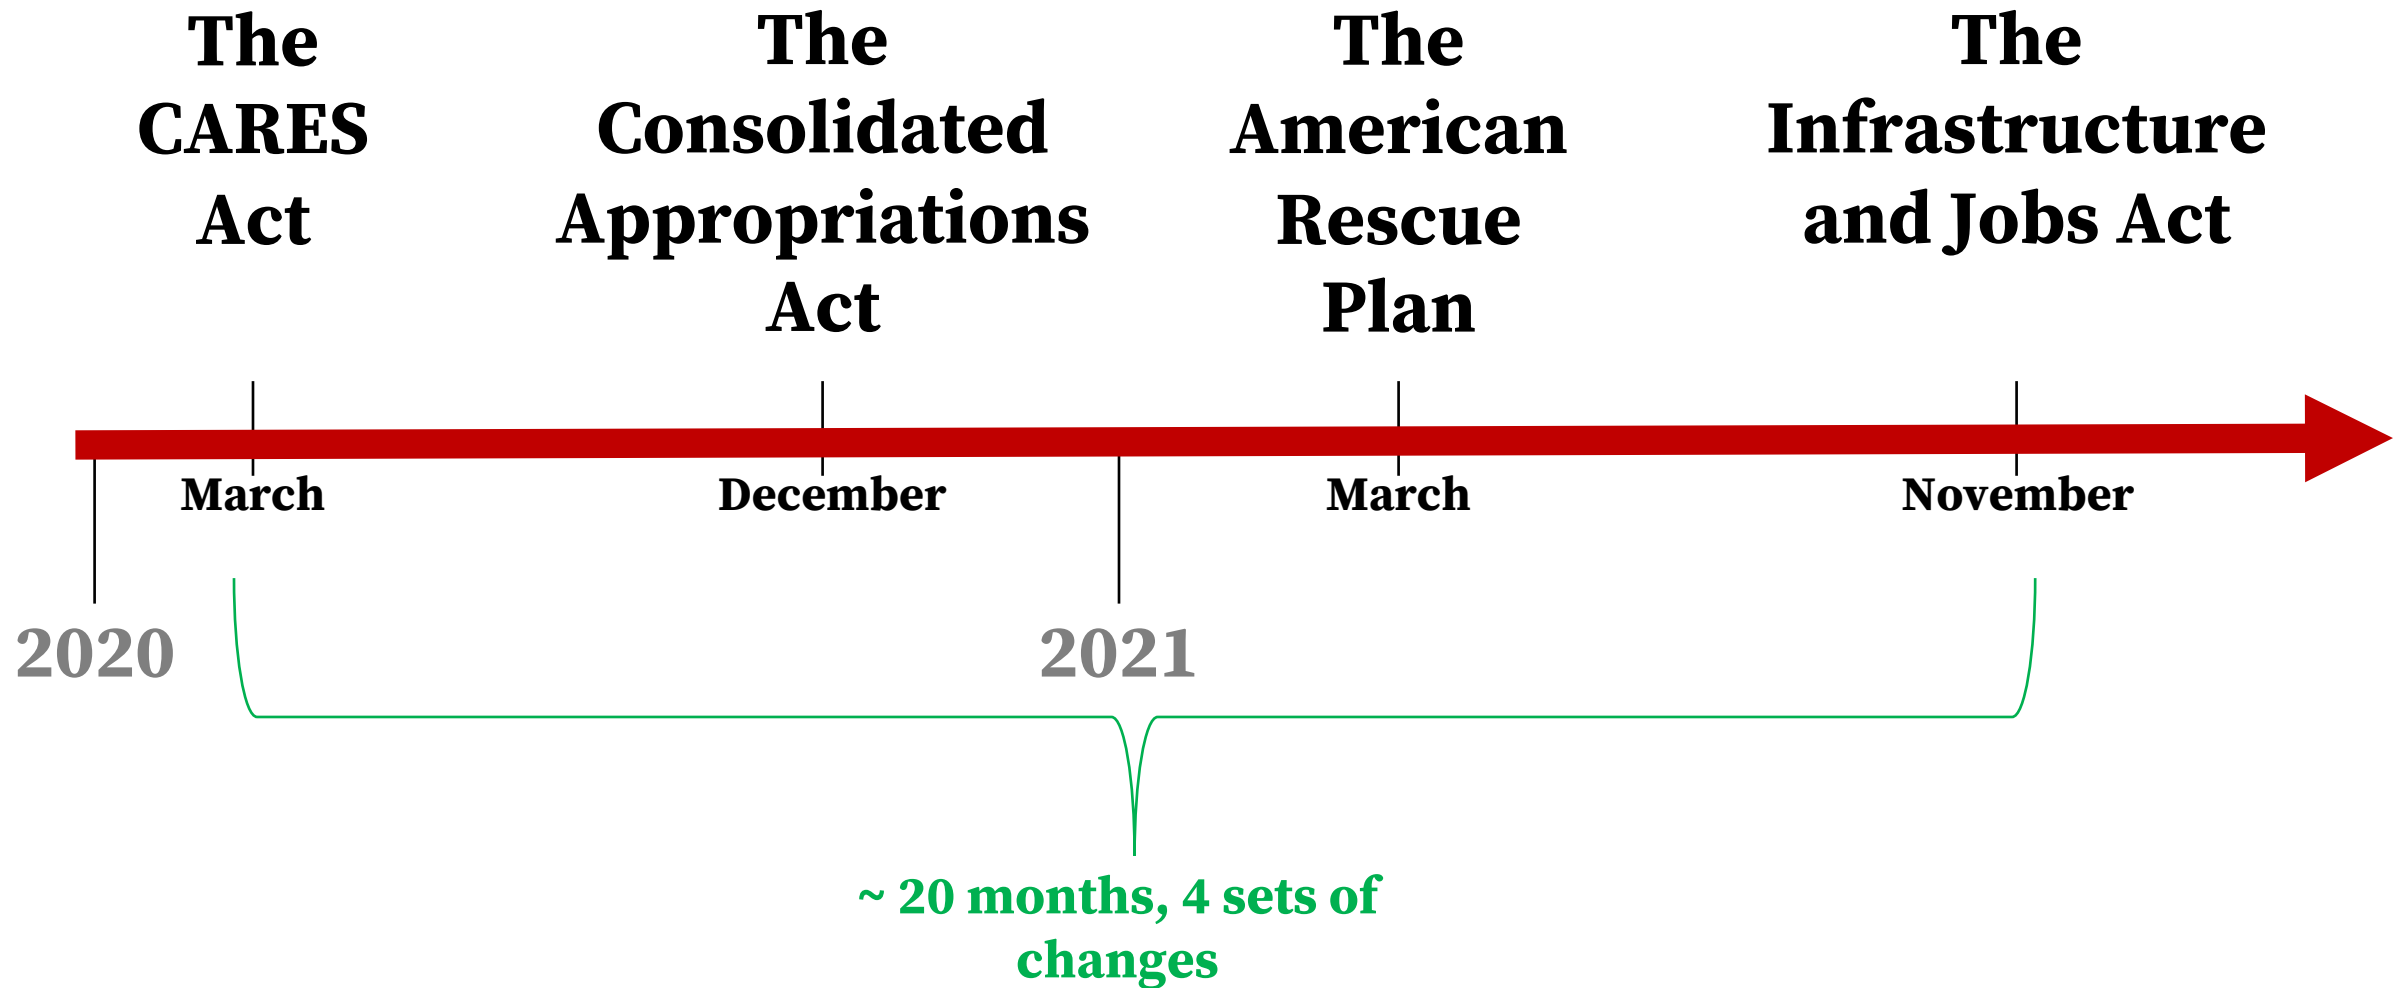 The
CARES
Act
The
Consolidated
Appropriations
Act
The
American
Rescue
Plan
The
Infrastructure
and Jobs Act
March
December
March
November
2020
2021
~ 20 months, 4 sets of
changes